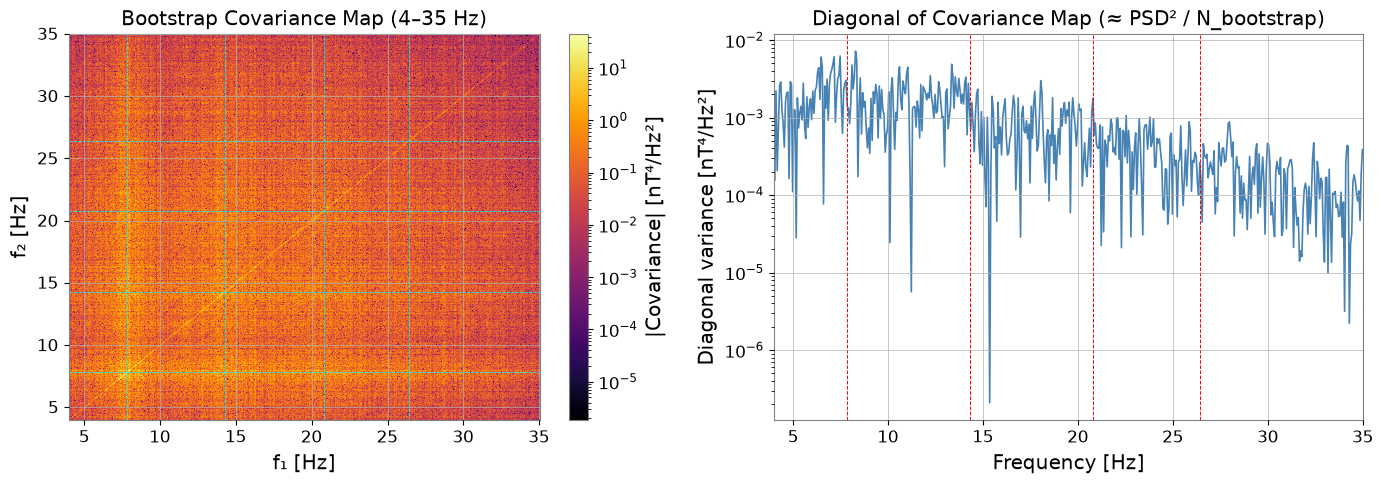 Bootstrap Covariance Map (4–35 Hz)
35
30
25
20
15
10
5
f₂ [Hz]
5 10 15 20 25 30 35
f₁ [Hz]
10¹
10⁰
10⁻¹
10⁻²
10⁻³
10⁻⁴
10⁻⁵
|Covariance| [nT⁴/Hz²]
Diagonal of Covariance Map (≈ PSD² / N_bootstrap)
10⁻²
10⁻³
10⁻⁴
10⁻⁵
10⁻⁶
Diagonal variance [nT⁴/Hz²]
5 10 15 20 25 30 35
Frequency [Hz]